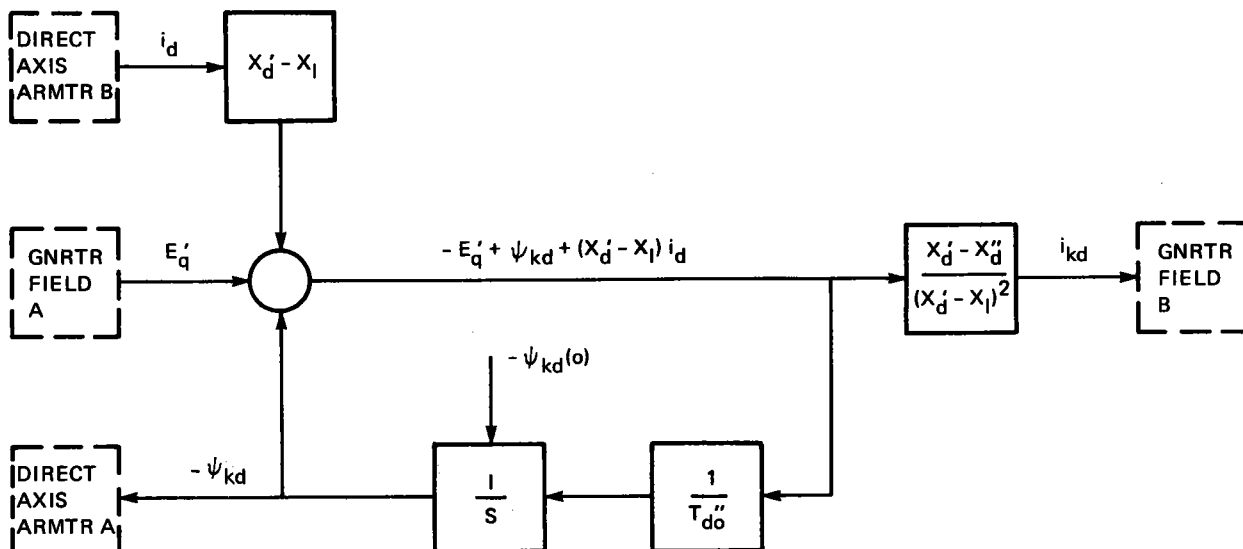 DIRECT
AXIS
ARMTR B
i_d
X_d′ − X_l
GNRTR
FIELD
A
E_q′
− E_q′ + ψ_kd + (X_d′ − X_l) i_d
X_d′ − X_d″
(X_d′ − X_l)²
i_kd
GNRTR
FIELD
B
− ψ_kd(o)
DIRECT
AXIS
ARMTR A
− ψ_kd
I
S
1
T_do″